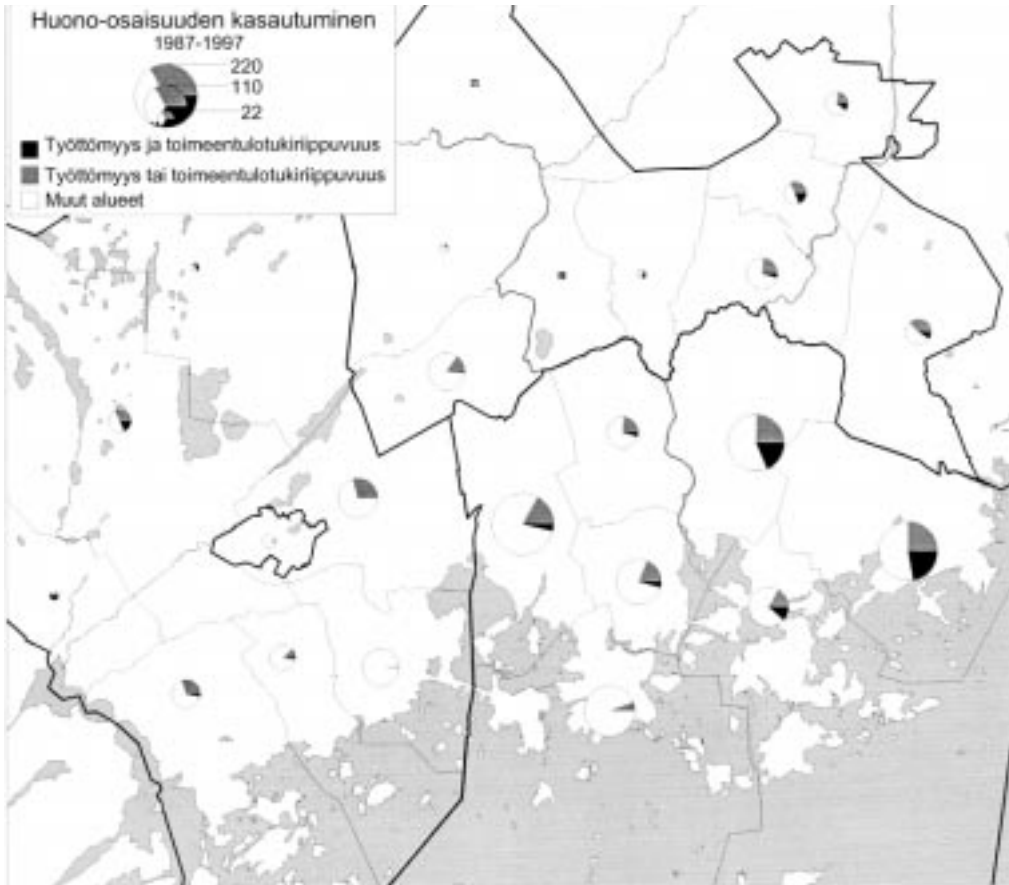 Huono-osaisuuden kasautuminen
1987-1997
220
110
22
Työttömyys ja toimeentulotukiriippuvuus
Työttömyys tai toimeentulotukiriippuvuus
Muut alueet